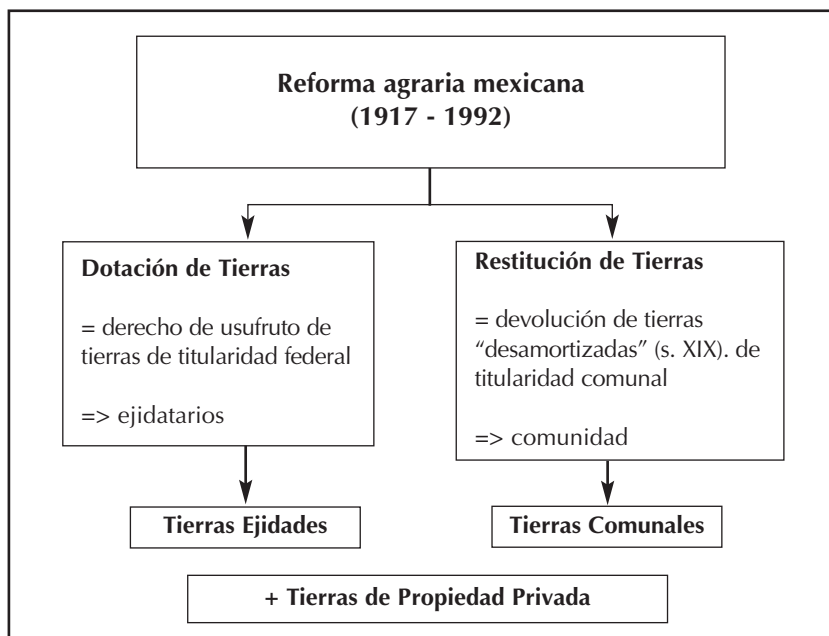 Reforma agraria mexicana
(1917 - 1992)
Dotación de Tierras
= derecho de usufruto de
tierras de titularidad federal
=> ejidatarios
Restitución de Tierras
= devolución de tierras
“desamortizadas” (s. XIX). de
titularidad comunal
=> comunidad
Tierras Ejidades
Tierras Comunales
+ Tierras de Propiedad Privada